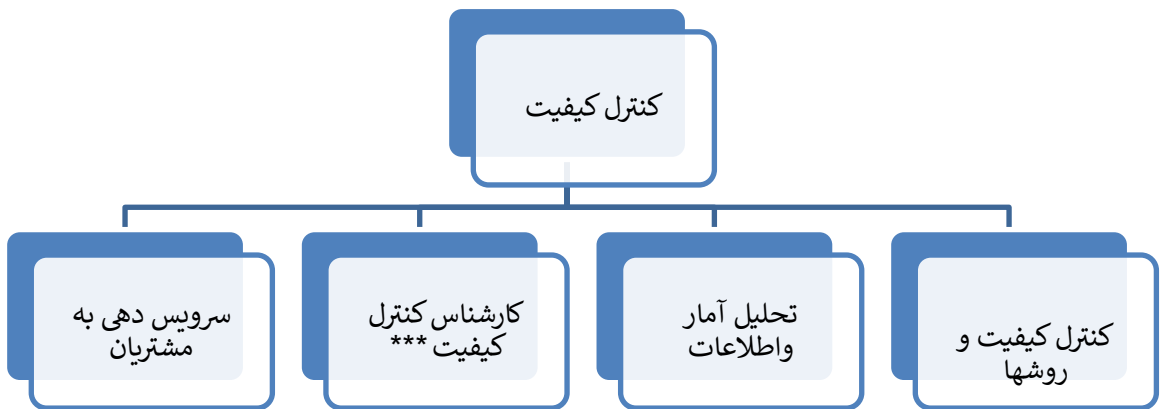 کنترل کیفیت
کنترل کیفیت و
روشها
تحلیل آمار
واطلاعات
کارشناس کنترل
کیفیت ***
سرویس دهی به
مشتریان